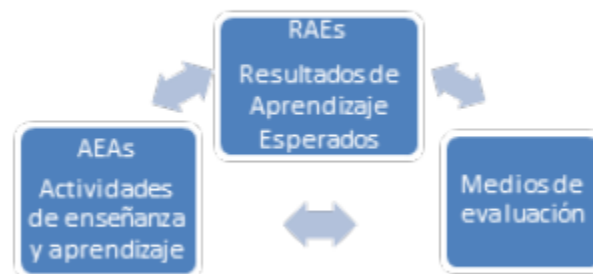 RAEs
Resultados de
Aprendizaje
Esperados
AEAs
Actividades
de enseñanza
y aprendizaje
Medios de
evaluación